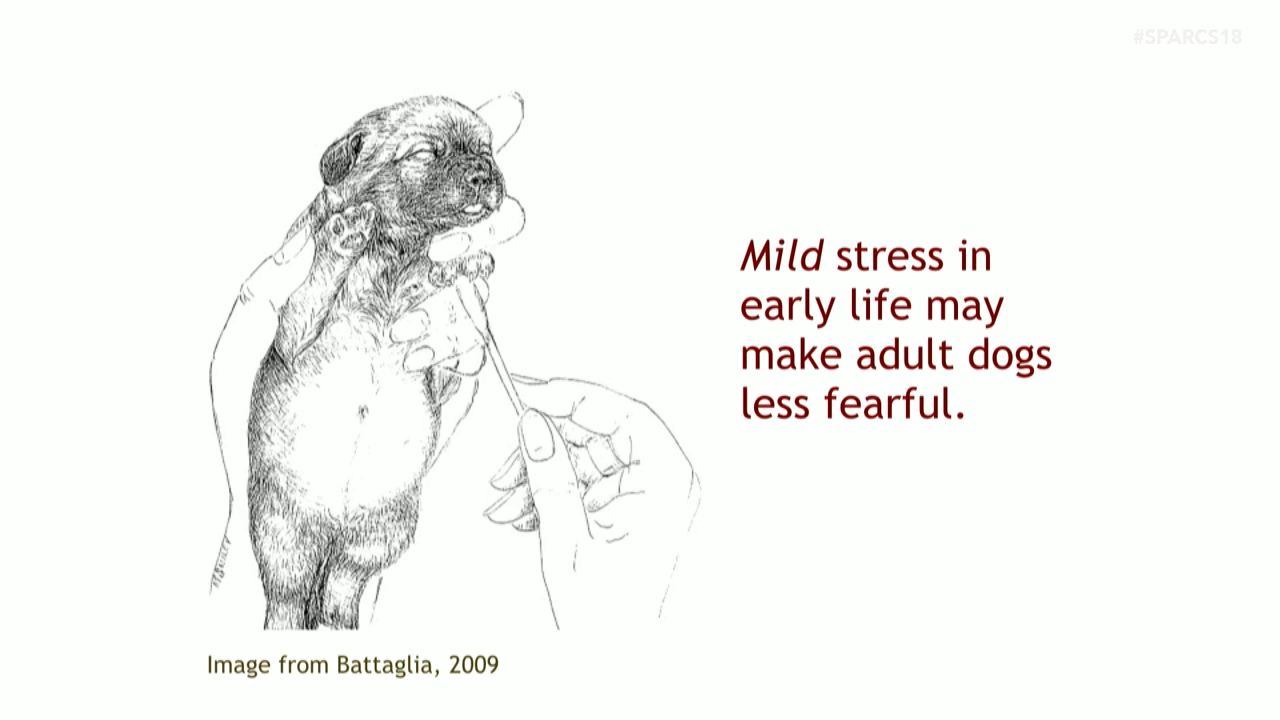 #SPARCS18
Mild stress in
early life may
make adult dogs
less fearful.
Image from Battaglia, 2009